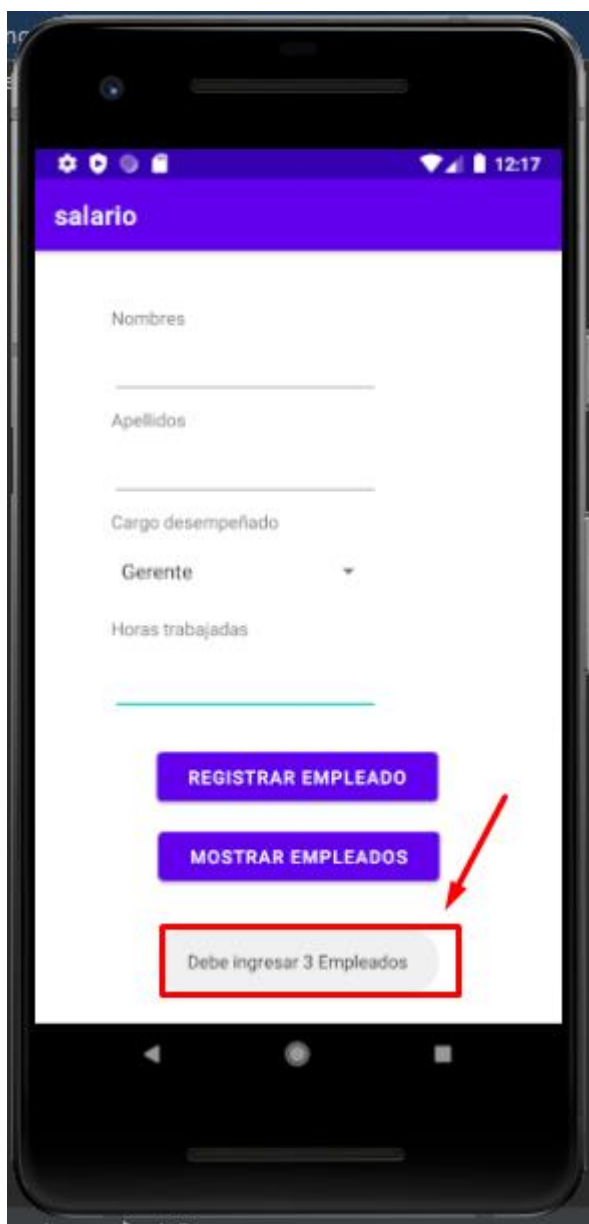 12:17
salario
Nombres
Apellidos
Cargo desempeñado
Gerente
Horas trabajadas
REGISTRAR EMPLEADO
MOSTRAR EMPLEADOS
Debe ingresar 3 Empleados